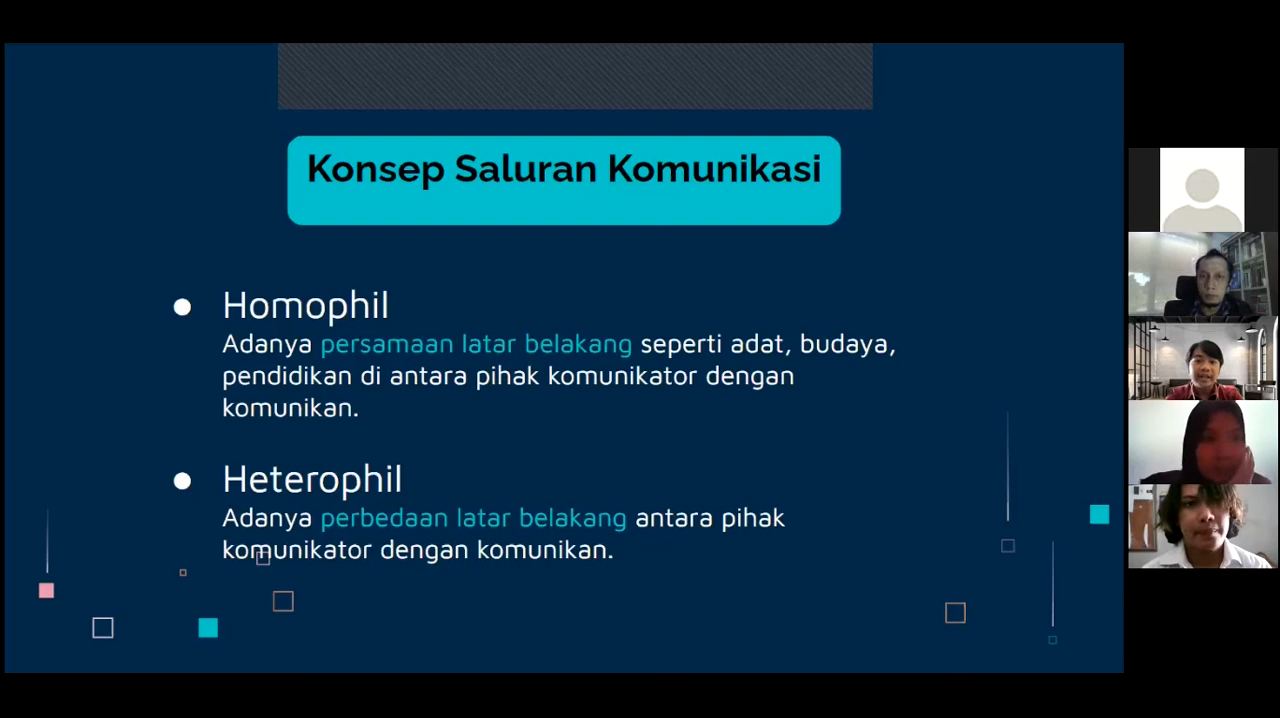 Konsep Saluran Komunikasi
Homophil
Adanya persamaan latar belakang seperti adat, budaya,
pendidikan di antara pihak komunikator dengan
komunikan.
Heterophil
Adanya perbedaan latar belakang antara pihak
komunikator dengan komunikan.